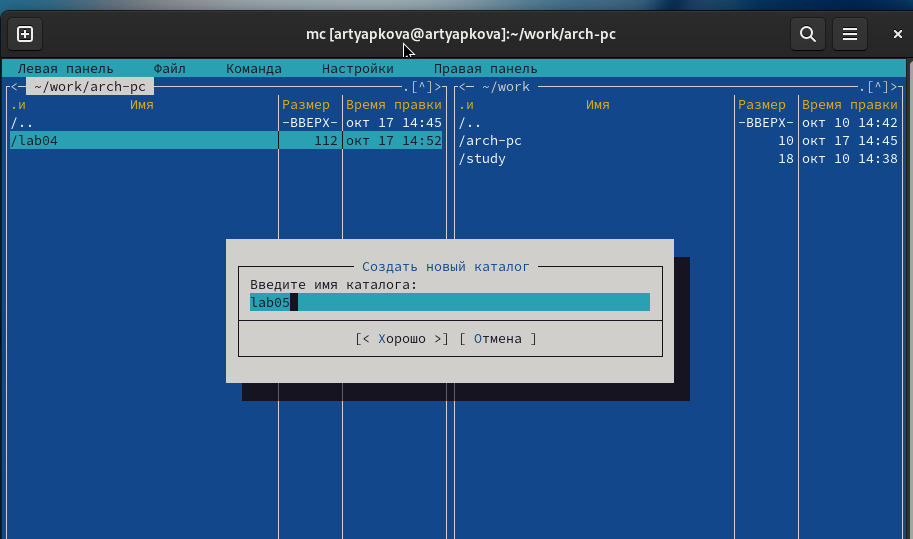 mc [artyapkova@artyapkova]:~/work/arch-pc
Левая панель Файл Команда Настройки Правая панель
<─ ~/work/arch-pc .[^]> <─ ~/work .[^]>
.и Имя Размер Время правки .и Имя Размер Время правки
/.. -ВВЕРХ- окт 17 14:45 /.. -ВВЕРХ- окт 10 14:42
/lab04 112 окт 17 14:52 /arch-pc 10 окт 17 14:45
/study 18 окт 10 14:38
Создать новый каталог
Введите имя каталога:
lab05
[< Хорошо >] [ Отмена ]